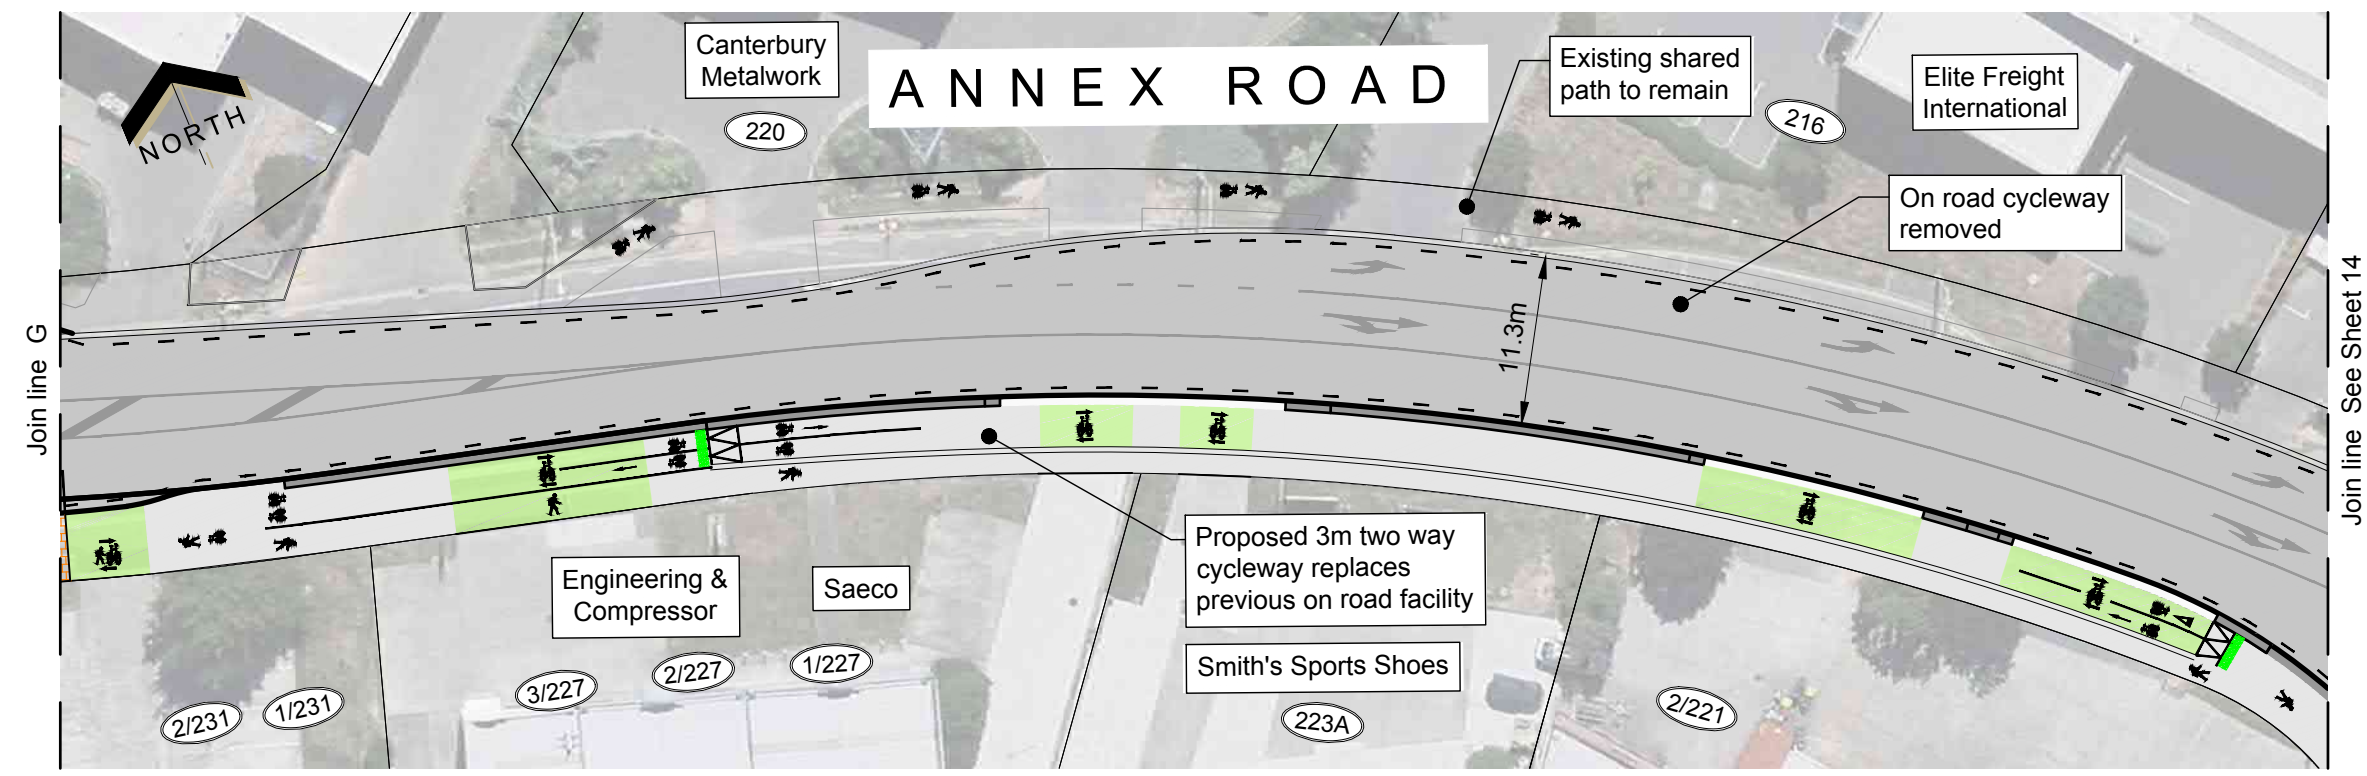 Canterbury
Metalwork
220
ANNEX ROAD
Existing shared
path to remain
216
Elite Freight
International
NORTH
On road cycleway
removed
11.3m
Join line G
Join line See Sheet 14
Engineering &
Compressor
Saeco
Proposed 3m two way
cycleway replaces
previous on road facility
Smith's Sports Shoes
2/231
1/231
3/227
2/227
1/227
223A
2/221